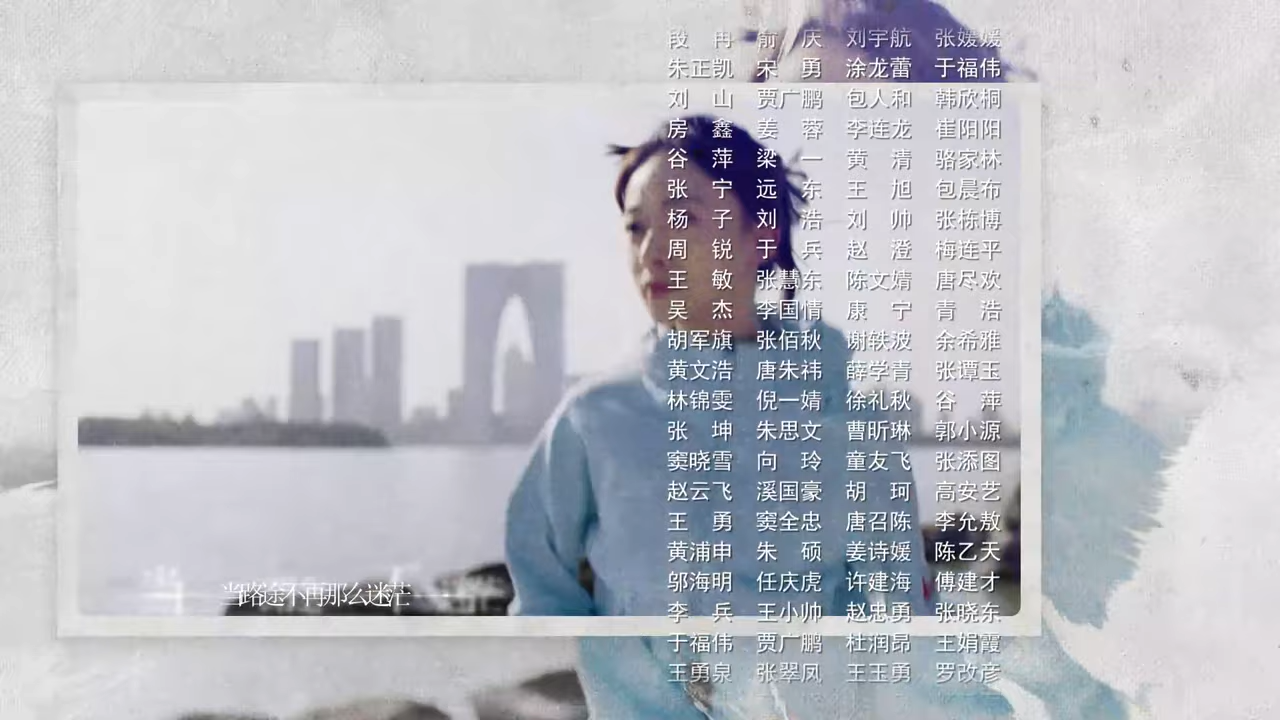 段冉 俞庆 刘宇航 张媛媛
朱正凯 宋勇 涂龙蕾 于福伟
刘山 贾广鹏 包人和 韩欣桐
房鑫 姜蓉 李连龙 崔阳阳
谷萍 梁一 黄清 骆家林
张宁 远东 王旭 包晨布
杨子 刘浩 刘帅 张栋博
周锐 于兵 赵澄 梅连平
王敏 张慧东 陈文婧 唐尽欢
吴杰 李国情 康宁 青浩
胡军旗 张佰秋 谢轶波 余希雅
黄文浩 唐朱祎 薛学青 张谭玉
林锦雯 倪一婧 徐礼秋 谷萍
张坤 朱思文 曹昕琳 郭小源
窦晓雪 向玲 童友飞 张添图
赵云飞 溪国豪 胡珂 高安艺
王勇 窦全忠 唐召陈 李允敖
黄浦申 朱硕 姜诗媛 陈乙天
邬海明 任庆虎 许建海 傅建才
李兵 王小帅 赵忠勇 张晓东
于福伟 贾广鹏 杜润昂 王娟霞
王勇泉 张翠凤 王玉勇 罗改彦
当路途不再那么迷茫